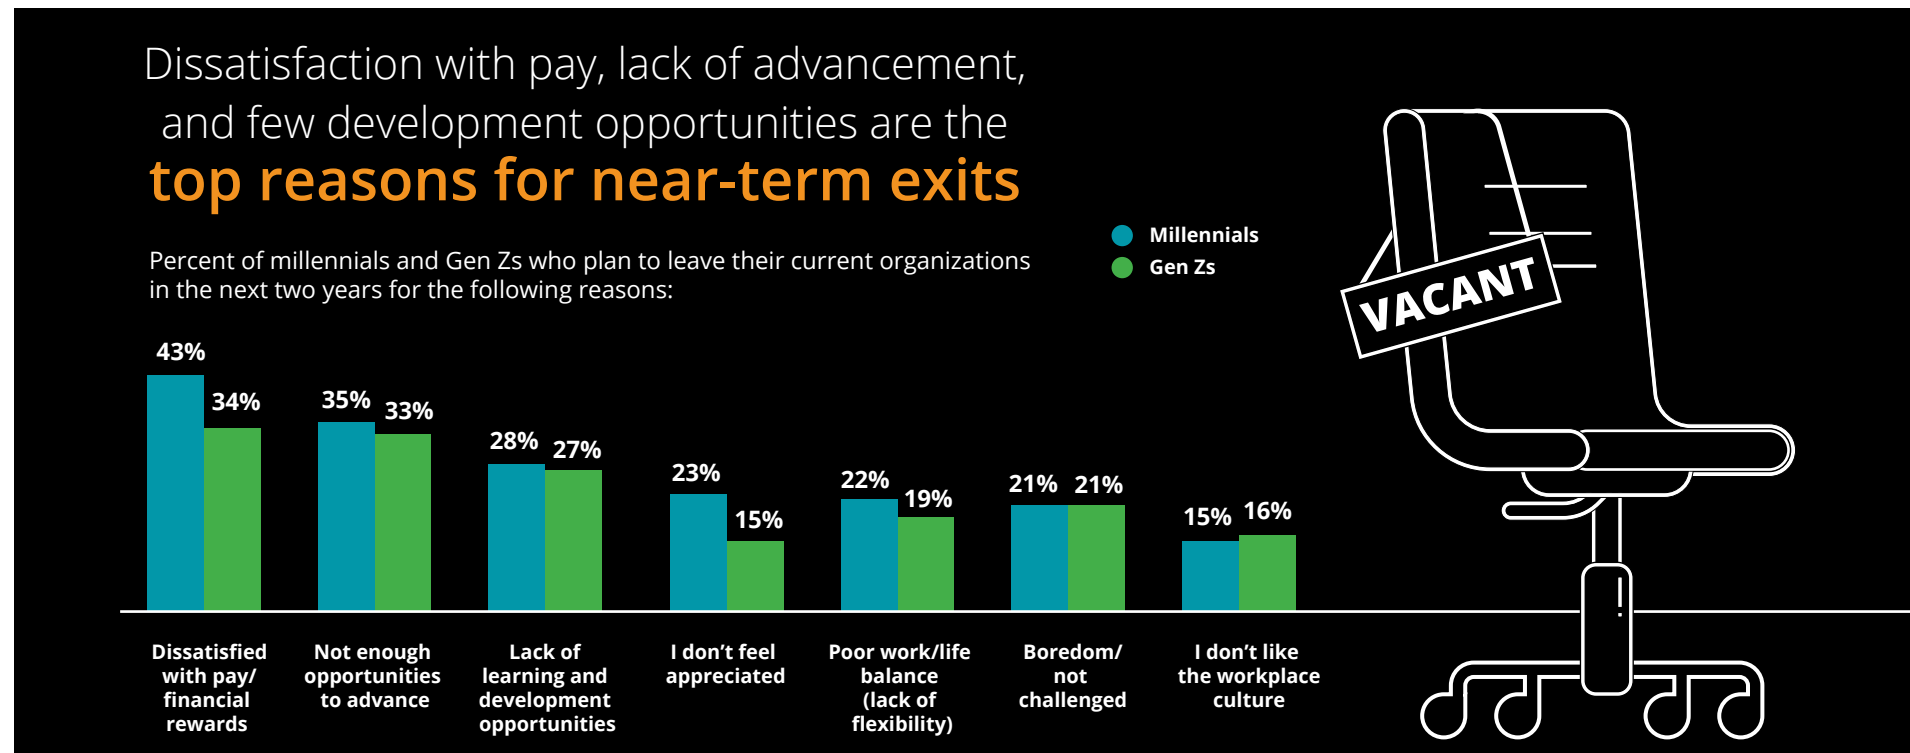 Dissatisfaction with pay, lack of advancement,
and few development opportunities are the
top reasons for near-term exits
Percent of millennials and Gen Zs who plan to leave their current organizations
in the next two years for the following reasons:
Millennials
Gen Zs
VACANT
43%
34%
35%
33%
28%
27%
23%
15%
22%
19%
21%
21%
15%
16%
Dissatisfied
with pay/
financial
rewards
Not enough
opportunities
to advance
Lack of
learning and
development
opportunities
I don’t feel
appreciated
Poor work/life
balance
(lack of
flexibility)
Boredom/
not
challenged
I don’t like
the workplace
culture